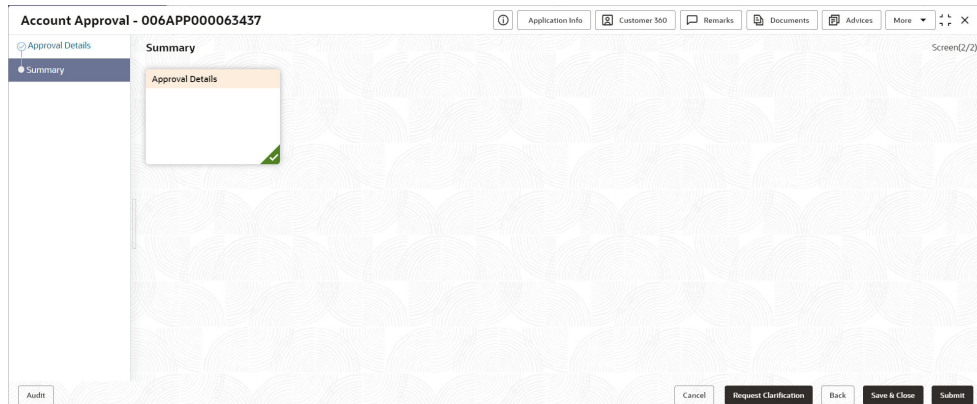 Account Approval - 006APP000063437
Application Info
Customer 360
Remarks
Documents
Advices
More
Approval Details
Summary
Summary
Screen(2/2)
Approval Details
Audit
Cancel
Request Clarification
Back
Save & Close
Submit